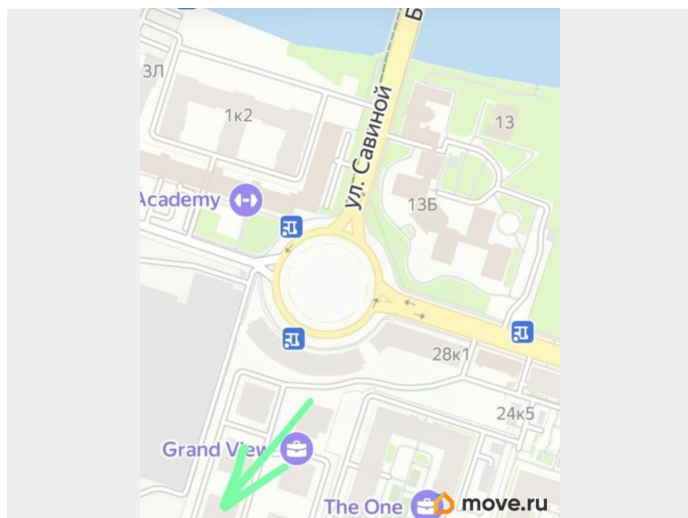 Б
3Л
1к2
ул. Савиной
13
Academy
13Б
28к1
24к5
Grand View
The One
move.ru